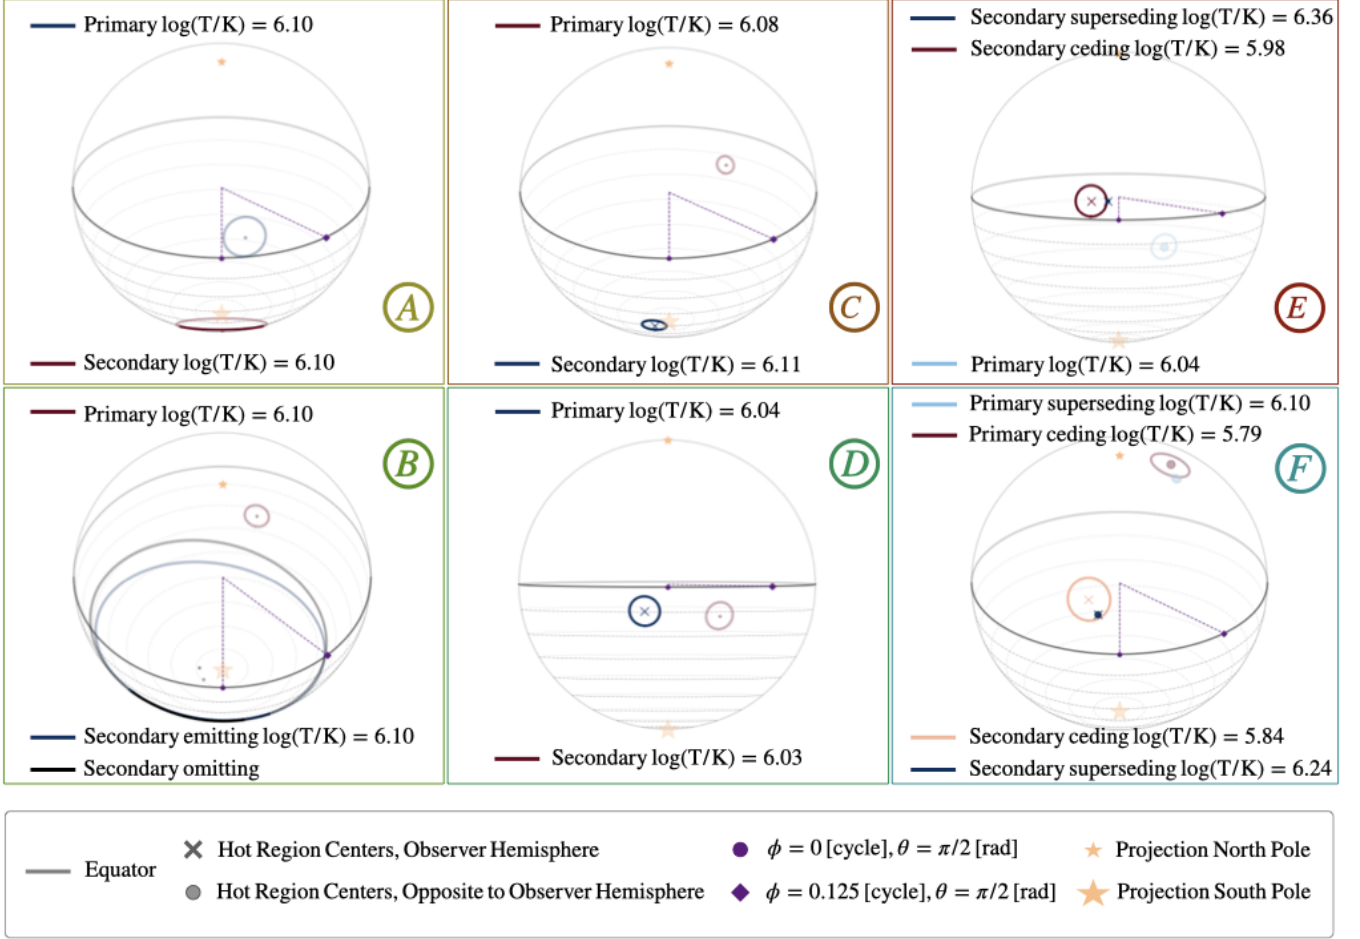 Primary log(T/K) = 6.10
A
Secondary log(T/K) = 6.10
Primary log(T/K) = 6.08
C
Secondary log(T/K) = 6.11
Secondary superseding log(T/K) = 6.36
Secondary ceding log(T/K) = 5.98
E
Primary log(T/K) = 6.04
Primary log(T/K) = 6.10
B
Secondary emitting log(T/K) = 6.10
Secondary omitting
Primary log(T/K) = 6.04
D
Secondary log(T/K) = 6.03
Primary superseding log(T/K) = 6.10
Primary ceding log(T/K) = 5.79
F
Secondary ceding log(T/K) = 5.84
Secondary superseding log(T/K) = 6.24
Equator
Hot Region Centers, Observer Hemisphere
Hot Region Centers, Opposite to Observer Hemisphere
ϕ = 0 [cycle], θ = π/2 [rad]
ϕ = 0.125 [cycle], θ = π/2 [rad]
Projection North Pole
Projection South Pole